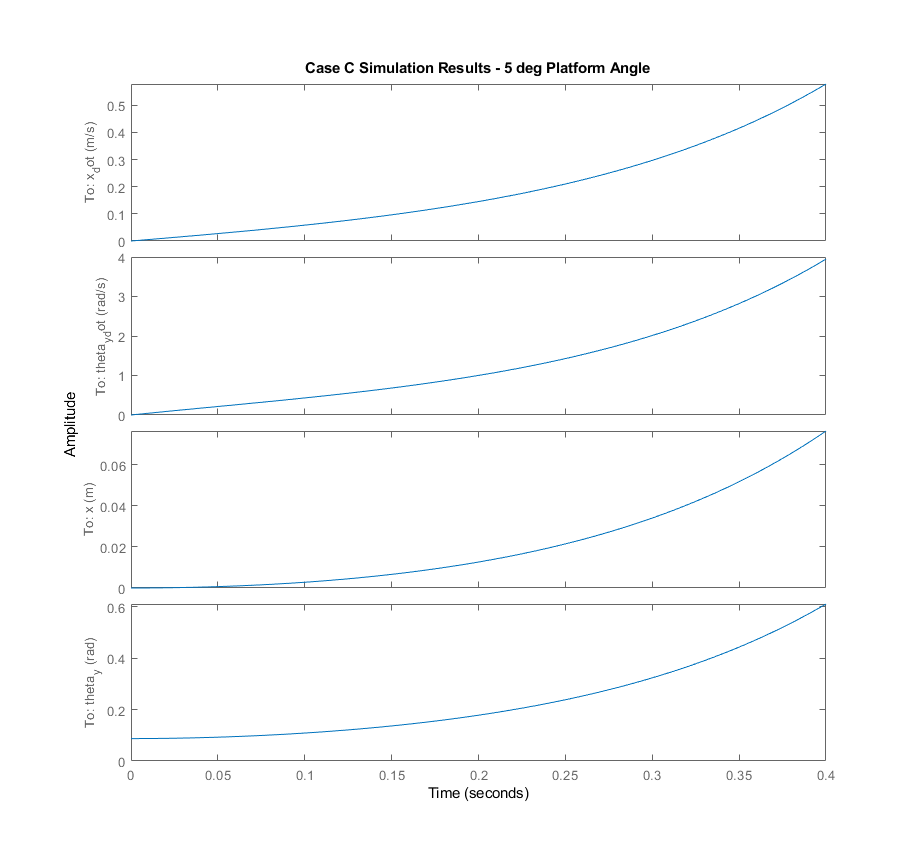 Case C Simulation Results - 5 deg Platform Angle
To: x_dot (m/s)
0.5
0.4
0.3
0.2
0.1
0
To: theta_yd_ot (rad/s)
4
3
2
1
0
Amplitude
To: x (m)
0.06
0.04
0.02
0
To: theta_y (rad)
0.6
0.4
0.2
0
0 0.05 0.1 0.15 0.2 0.25 0.3 0.35 0.4
Time (seconds)